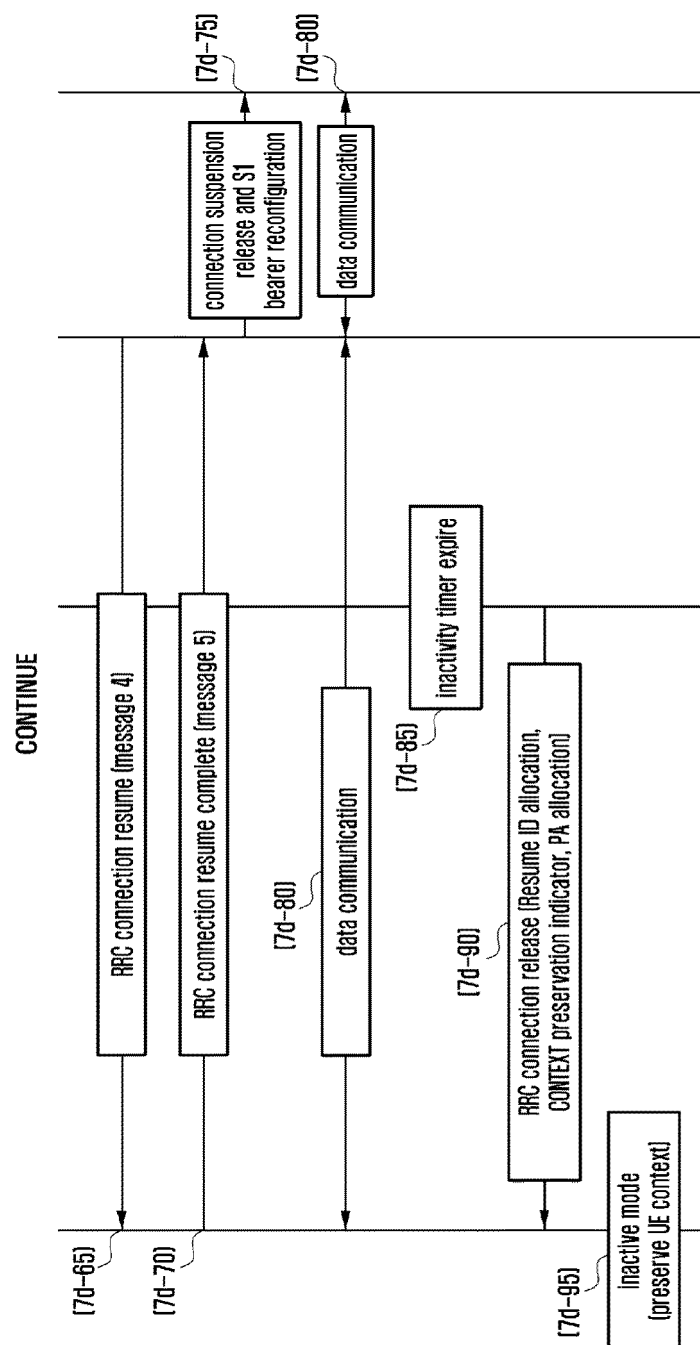 CONTINUE
[7d-65]
RRC connection resume (message 4)
[7d-70]
RRC connection resume complete (message 5)
connection suspension
release and S1
bearer reconfiguration
[7d-75]
[7d-80]
data communication
data communication
[7d-80]
[7d-85]
inactivity timer expire
[7d-90]
RRC connection release (Resume ID allocation,
CONTEXT preservation indicator, PA allocation)
[7d-95]
inactive mode
(preserve UE context)